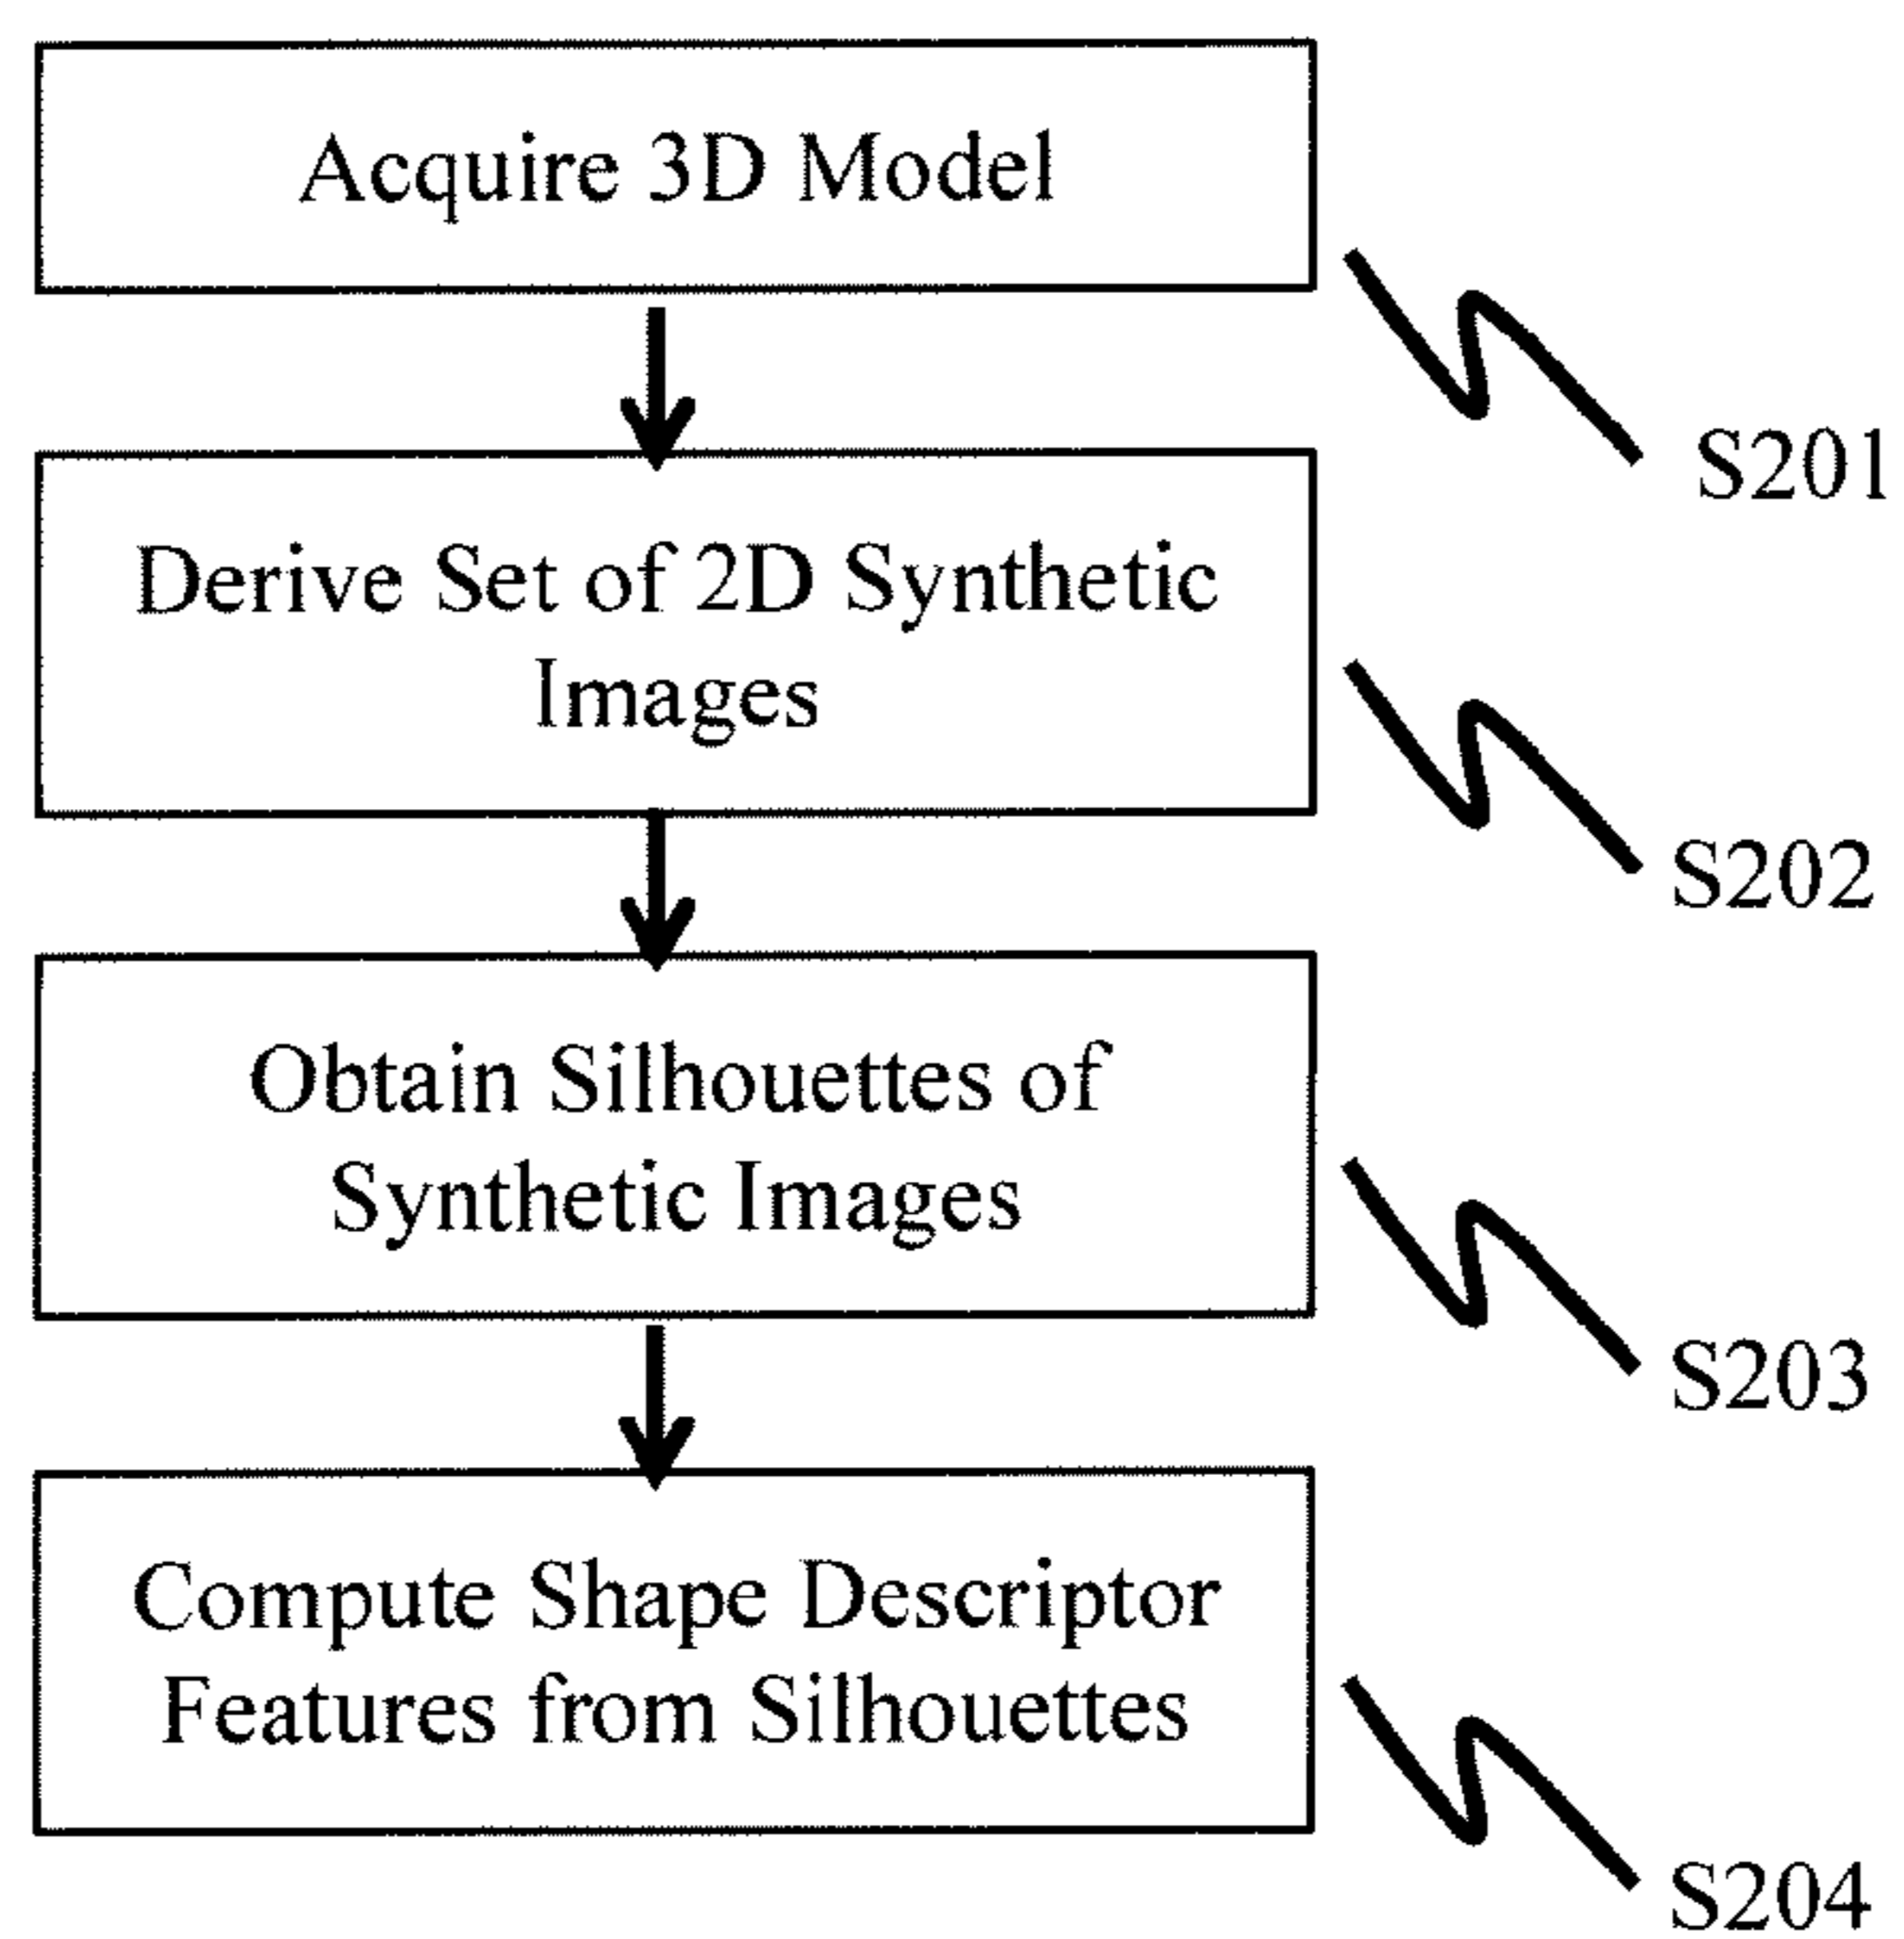 Acquire 3D Model
S201
Derive Set of 2D Synthetic
Images
S202
Obtain Silhouettes of
Synthetic Images
S203
Compute Shape Descriptor
Features from Silhouettes
S204